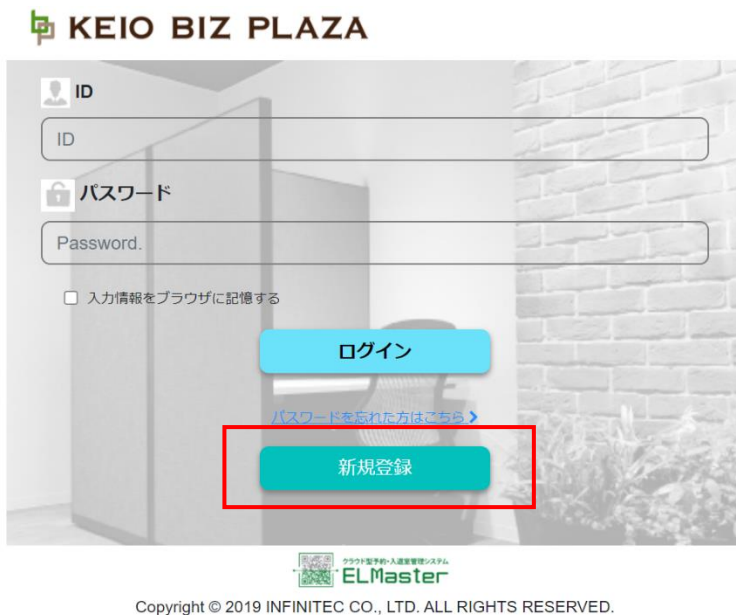 KEIO BIZ PLAZA
ID
ID
パスワード
Password.
入力情報をブラウザに記憶する
ログイン
パスワードを忘れた方はこちら
新規登録
クラウド型予約・入退室管理システム
ELMaster
Copyright © 2019 INFINITEC CO., LTD. ALL RIGHTS RESERVED.